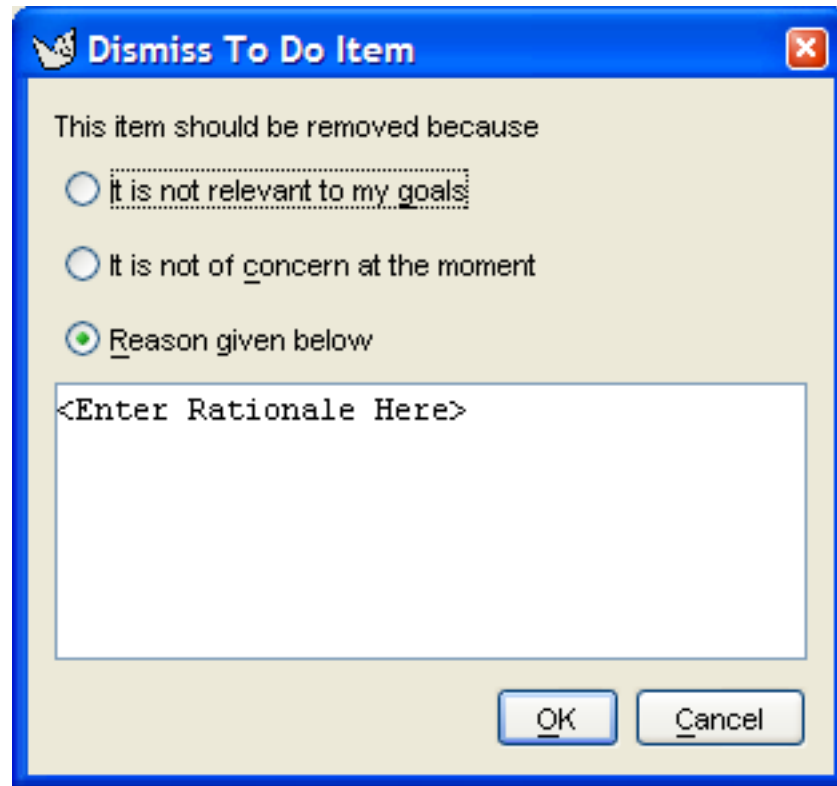 Dismiss To Do Item
This item should be removed because
It is not relevant to my goals
It is not of concern at the moment
Reason given below
<Enter Rationale Here>
OK
Cancel